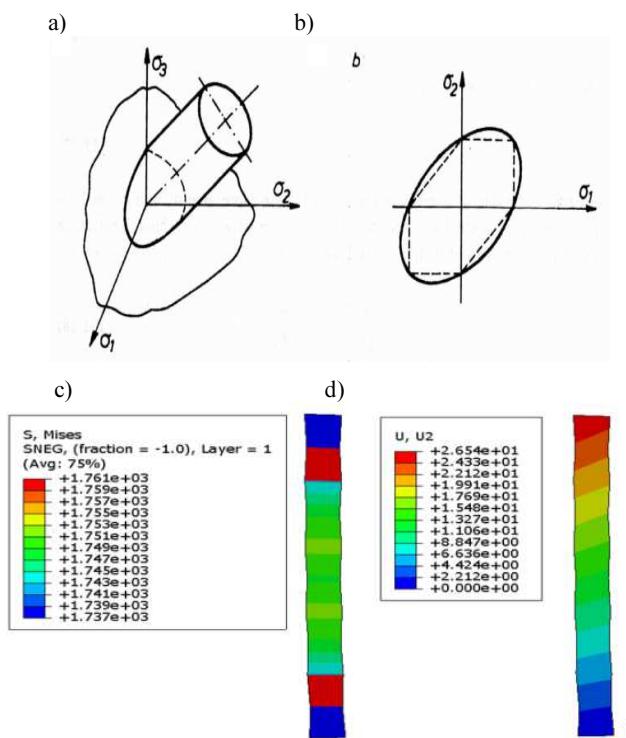 a)
b)
σ3
σ2
σ1
b
σ2
σ1
c)
d)
S, Mises
SNEG, (fraction = -1.0), Layer = 1
(Avg: 75%)
+1.761e+03
+1.759e+03
+1.757e+03
+1.755e+03
+1.753e+03
+1.751e+03
+1.749e+03
+1.747e+03
+1.745e+03
+1.743e+03
+1.741e+03
+1.739e+03
+1.737e+03
U, U2
+2.654e+01
+2.433e+01
+2.212e+01
+1.991e+01
+1.769e+01
+1.548e+01
+1.327e+01
+1.106e+01
+8.847e+00
+6.636e+00
+4.424e+00
+2.212e+00
+0.000e+00